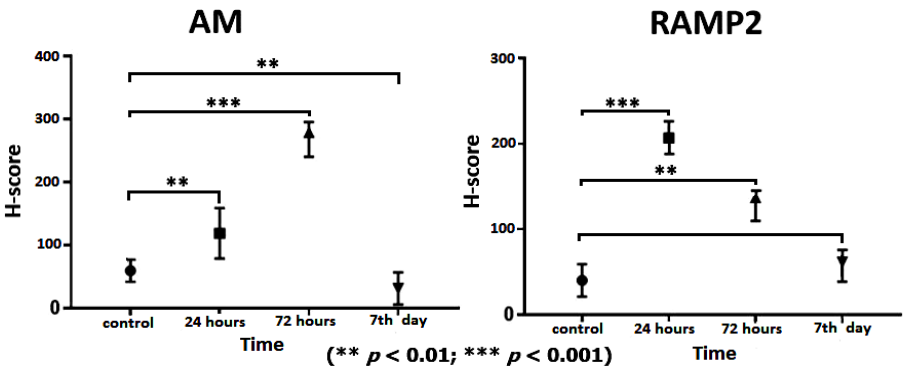 AM
RAMP2
H-score
400
300
200
100
0
**
***
**
control
24 hours
72 hours
7th day
Time
H-score
300
200
100
0
***
**
control
24 hours
72 hours
7th day
Time
(** p < 0.01; *** p < 0.001)